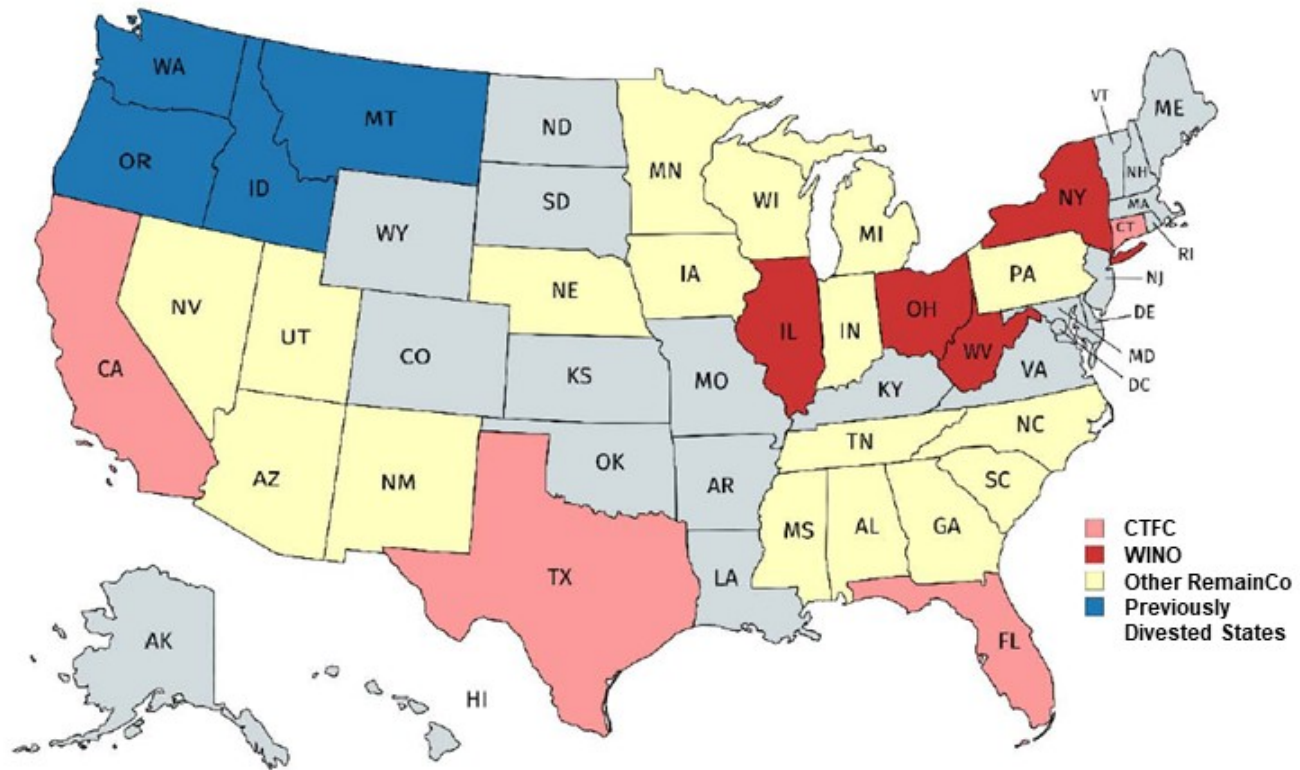 WA
MT
ND
MN
VT
ME
OR
ID
SD
WI
MI
NH
NY
MA
CT
RI
WY
IA
PA
NJ
NE
NV
UT
CO
IL
IN
OH
WV
DE
MD
DC
VA
CA
KS
MO
KY
AZ
NM
OK
AR
TN
NC
SC
MS
AL
GA
TX
LA
FL
AK
HI
CTFC
WINO
Other RemainCo
Previously
Divested States